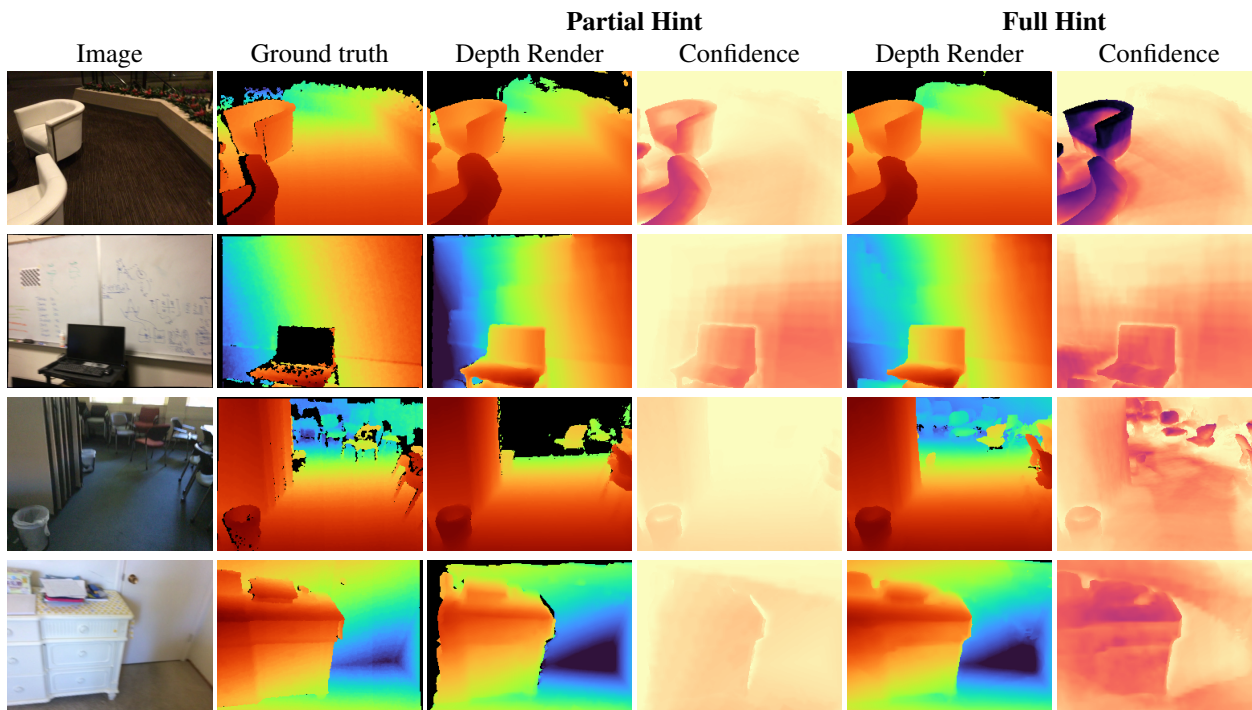 Partial Hint Full Hint
Image Ground truth Depth Render Confidence Depth Render Confidence